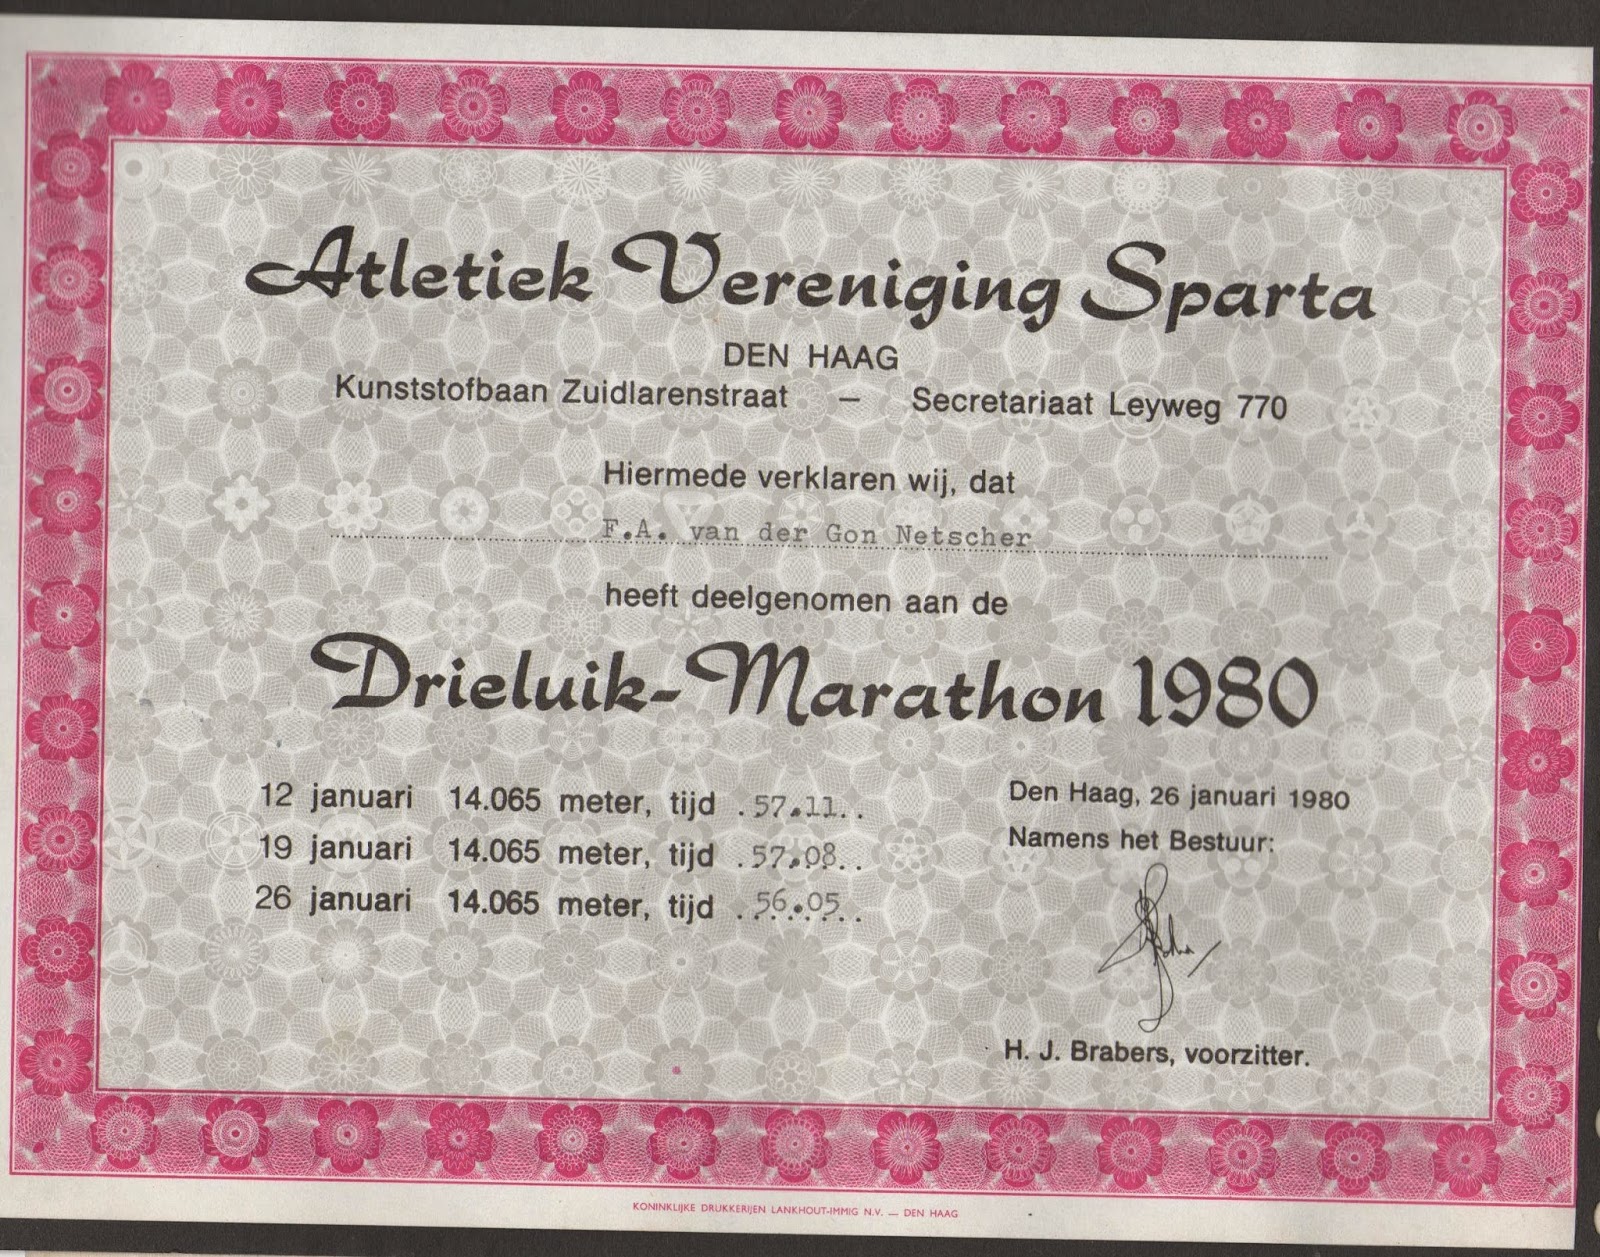 Atletiek Vereniging Sparta
DEN HAAG
Kunststofbaan Zuidlarenstraat – Secretariaat Leyweg 770
Hiermede verklaren wij, dat
F.A. van der Gon Netscher
heeft deelgenomen aan de
Drieluik-Marathon 1980
12 januari 14.065 meter, tijd .57.11..
19 januari 14.065 meter, tijd .57.08..
26 januari 14.065 meter, tijd .56.05..
Den Haag, 26 januari 1980
Namens het Bestuur:
H. J. Brabers, voorzitter.
KONINKLIJKE DRUKKERIJEN LANKHOUT-IMMIG N.V. — DEN HAAG